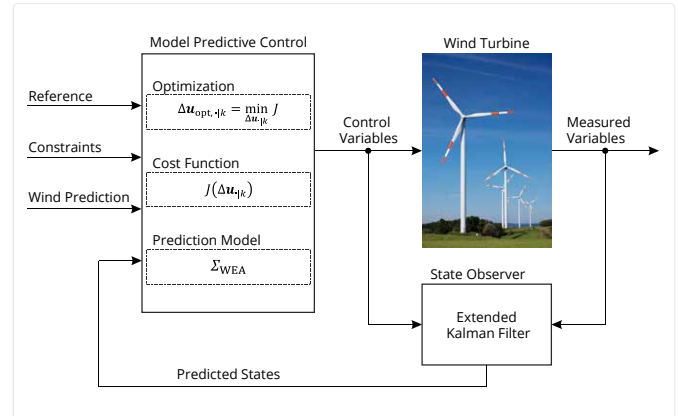 Model Predictive Control
Wind Turbine
Optimization
Δu_opt,·|k = min_Δu·|k J
Reference
Control
Variables
Measured
Variables
Constraints
Cost Function
J(Δu·|k)
Wind Prediction
Prediction Model
Σ_WEA
State Observer
Extended
Kalman Filter
Predicted States